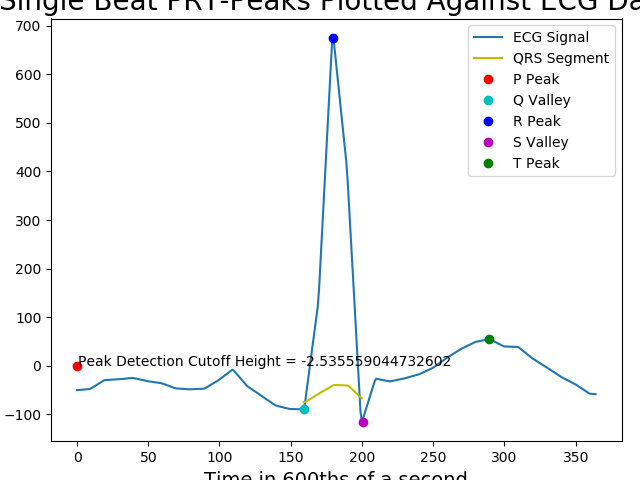 Single Beat PRT-Peaks Plotted Against ECG Da
700
600
500
400
300
200
100
0
−100
ECG Signal
QRS Segment
P Peak
Q Valley
R Peak
S Valley
T Peak
Peak Detection Cutoff Height = -2.535559044732602
0 50 100 150 200 250 300 350
Time in 600ths of a second